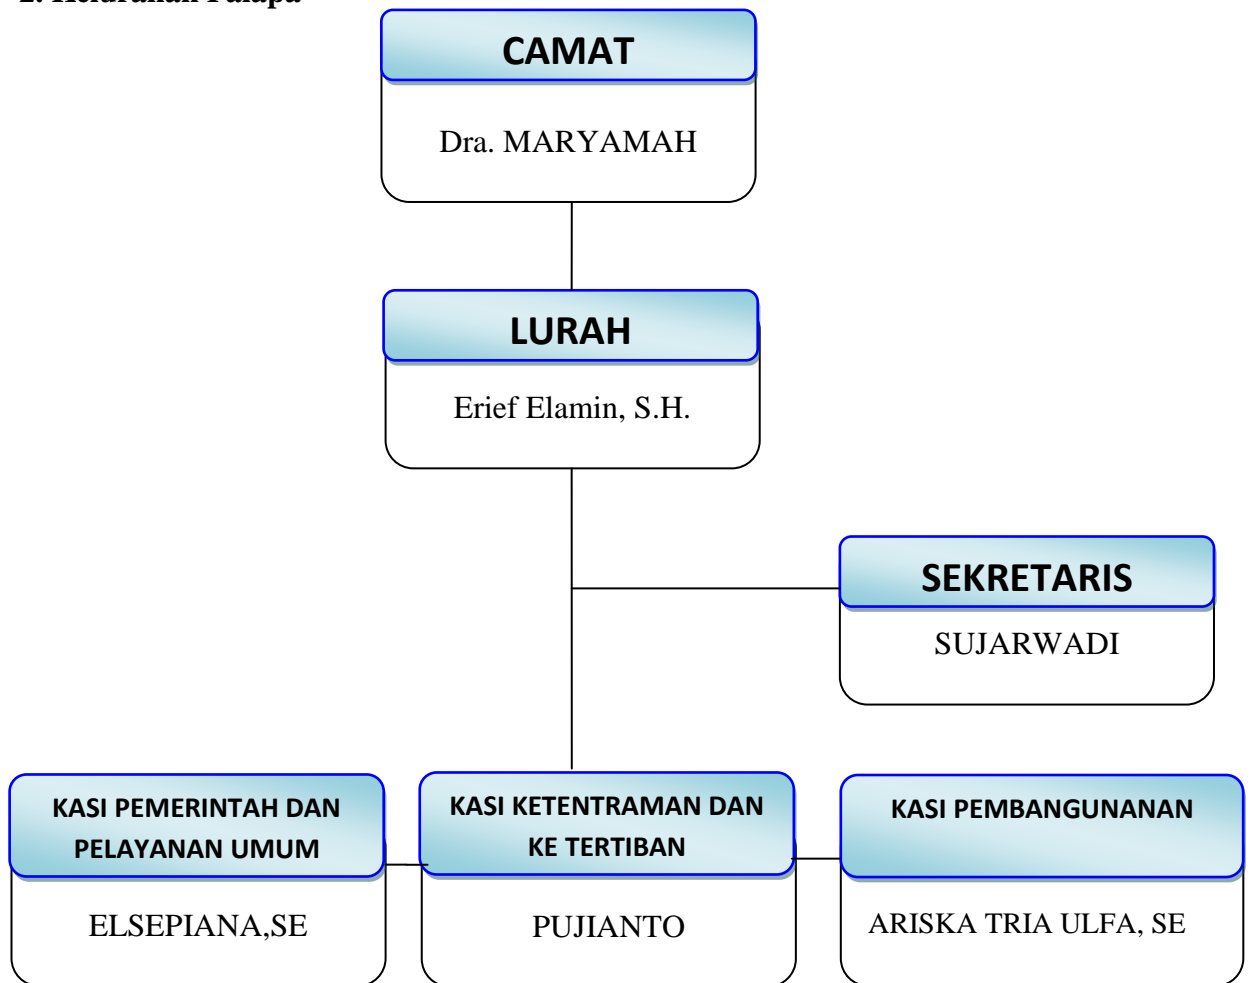 CAMAT
Dra. MARYAMAH
LURAH
Erief Elamin, S.H.
SEKRETARIS
SUJARWADI
KASI PEMERINTAH DAN
PELAYANAN UMUM
ELSEPIANA,SE
KASI KETENTRAMAN DAN
KE TERTIBAN
PUJIANTO
KASI PEMBANGUNANAN
ARISKA TRIA ULFA, SE